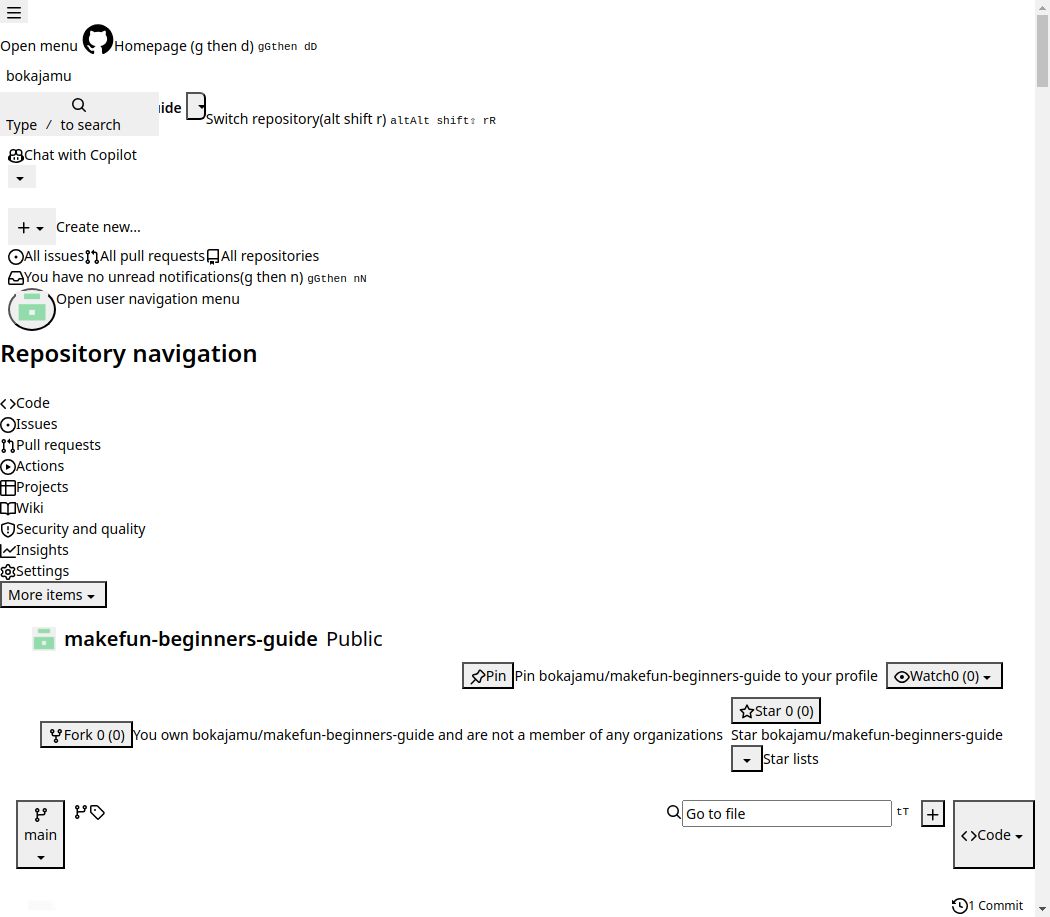 Open menu Homepage (g then d) gGthen dD
bokajamu
Type / to search
ide Switch repository(alt shift r) altAlt shift⇧ rR
Chat with Copilot
Create new...
All issues All pull requests All repositories
You have no unread notifications(g then n) gGthen nN
Open user navigation menu
Repository navigation
Code
Issues
Pull requests
Actions
Projects
Wiki
Security and quality
Insights
Settings
More items
makefun-beginners-guide Public
Pin Pin bokajamu/makefun-beginners-guide to your profile Watch0 (0)
Fork 0 (0) You own bokajamu/makefun-beginners-guide and are not a member of any organizations
Star 0 (0)
Star bokajamu/makefun-beginners-guide
Star lists
main
Go to file tT
Code
1 Commit